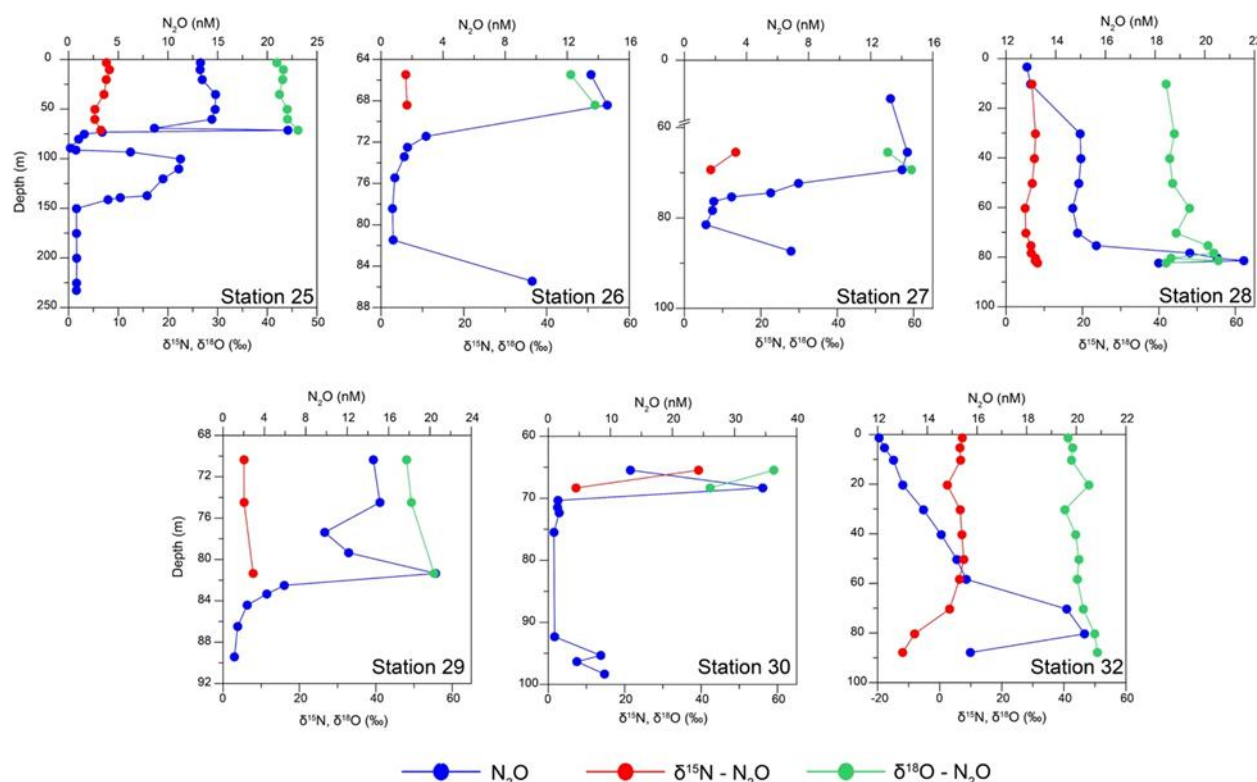 N₂O (nM)
0 5 10 15 20 25
0
50
100
150
200
250
Depth (m)
Station 25
0 10 20 30 40 50
δ¹⁵N, δ¹⁸O (‰)
N₂O (nM)
0 4 8 12 16
64
68
72
76
80
84
88
Station 26
0 20 40 60
δ¹⁵N, δ¹⁸O (‰)
N₂O (nM)
0 4 8 12 16
0
60
80
100
Station 27
0 20 40 60
δ¹⁵N, δ¹⁸O (‰)
N₂O (nM)
12 14 16 18 20 22
0
20
40
60
80
100
Station 28
0 20 40 60
δ¹⁵N, δ¹⁸O (‰)
N₂O (nM)
0 4 8 12 16 20 24
68
72
76
80
84
88
92
Depth (m)
Station 29
0 20 40 60
δ¹⁵N, δ¹⁸O (‰)
N₂O (nM)
0 10 20 30 40
60
70
80
90
100
Station 30
0 20 40 60
δ¹⁵N, δ¹⁸O (‰)
N₂O (nM)
12 14 16 18 20 22
0
20
40
60
80
100
Station 32
-20 0 20 40 60
δ¹⁵N, δ¹⁸O (‰)
N₂O δ¹⁵N - N₂O δ¹⁸O - N₂O